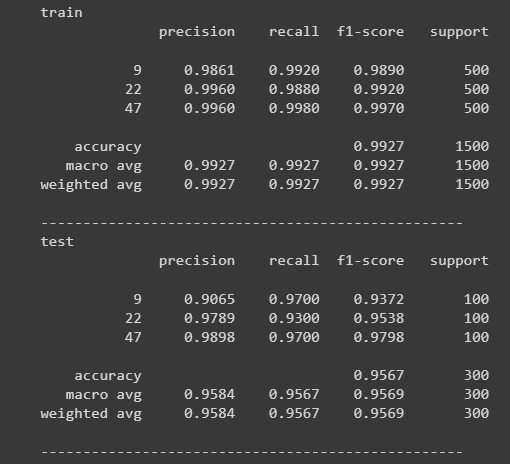 train
precision recall f1-score support
9 0.9861 0.9920 0.9890 500
22 0.9960 0.9880 0.9920 500
47 0.9960 0.9980 0.9970 500
accuracy 0.9927 1500
macro avg 0.9927 0.9927 0.9927 1500
weighted avg 0.9927 0.9927 0.9927 1500
--------------------------------------------------
test
precision recall f1-score support
9 0.9065 0.9700 0.9372 100
22 0.9789 0.9300 0.9538 100
47 0.9898 0.9700 0.9798 100
accuracy 0.9567 300
macro avg 0.9584 0.9567 0.9569 300
weighted avg 0.9584 0.9567 0.9569 300
--------------------------------------------------